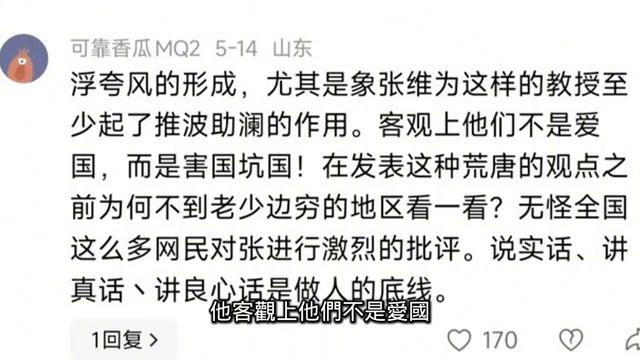 可靠香瓜MQ2 5-14 山东
浮夸风的形成，尤其是象张维为这样的教授至
少起了推波助澜的作用。客观上他们不是爱
国，而是害国坑国！在发表这种荒唐的观点之
前为何不到老少边穷的地区看一看？无怪全国
这么多网民对张进行激烈的批评。说实话、讲
真话丶讲良心话是做人的底线。
他客觀上他們不是愛國
1回复 >
170